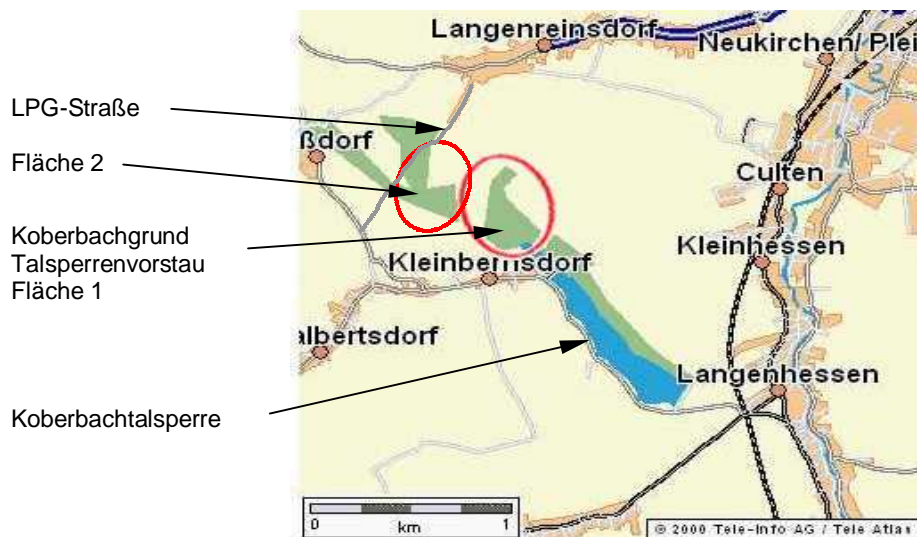 Langenreinsdorf
Neukirchen/ Plei
LPG-Straße
ßdorf
Fläche 2
Culten
Koberbachgrund
Talsperrenvorstau
Fläche 1
Kleinhessen
Kleinbernsdorf
albertsdorf
Langenhessen
Koberbachtalsperre
0 km 1
© 2000 Tele-Info AG / Tele Atlas